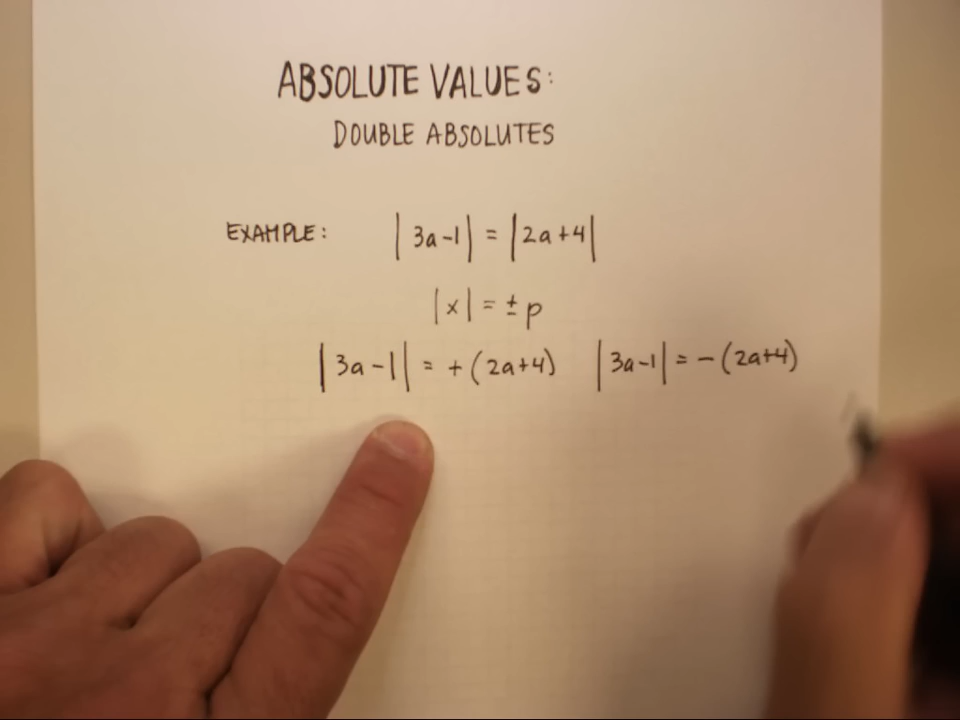 ABSOLUTE VALUES:
DOUBLE ABSOLUTES
EXAMPLE: |3a-1| = |2a+4|
|x| = ±p
|3a-1| = +(2a+4) |3a-1| = -(2a+4)